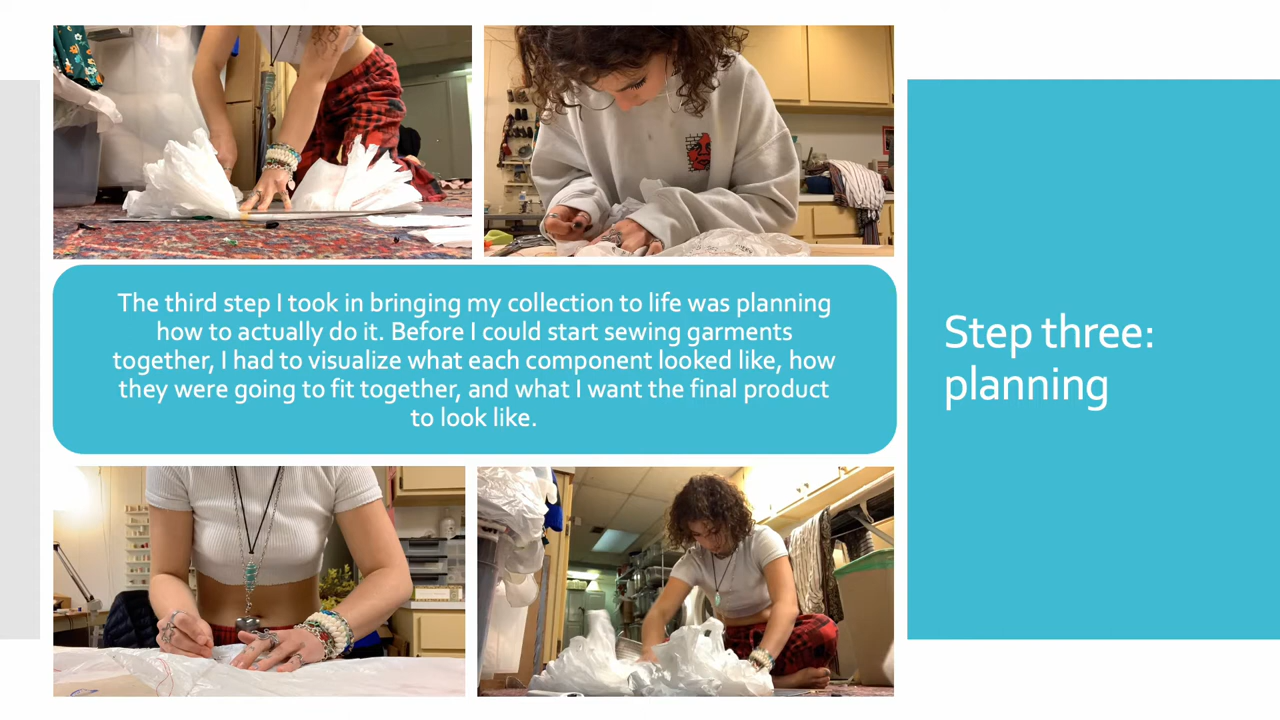 The third step I took in bringing my collection to life was planning
how to actually do it. Before I could start sewing garments
together, I had to visualize what each component looked like, how
they were going to fit together, and what I want the final product
to look like.
Step three:
planning